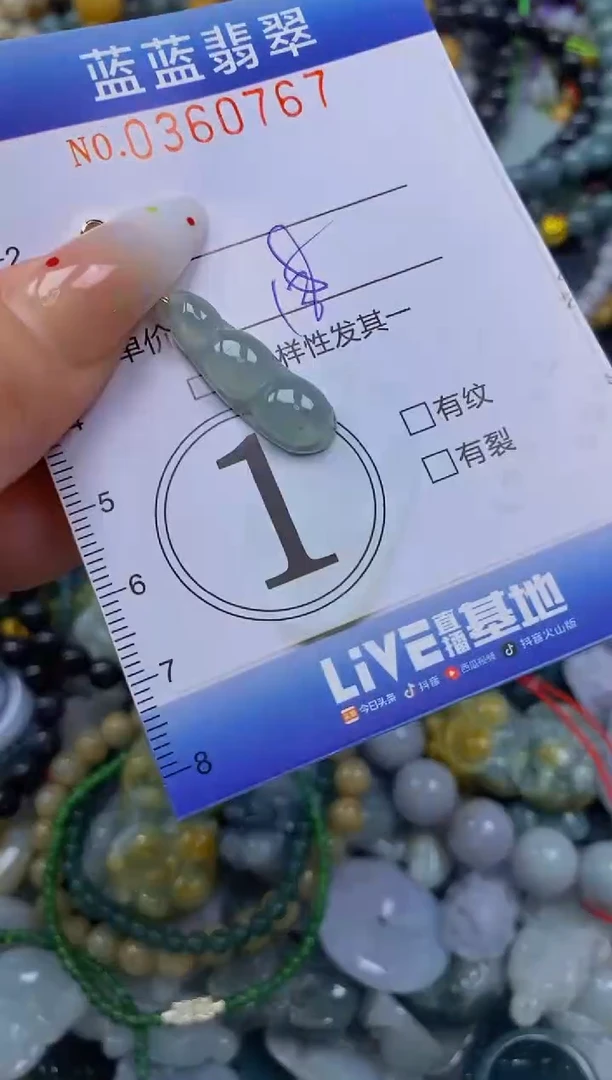 蓝蓝翡翠
NO.0360767
2
单价
样性发其一
有纹
有裂
1
5
6
7
8
LiVE直播基地
今日头条 抖音 西瓜视频 抖音火山版